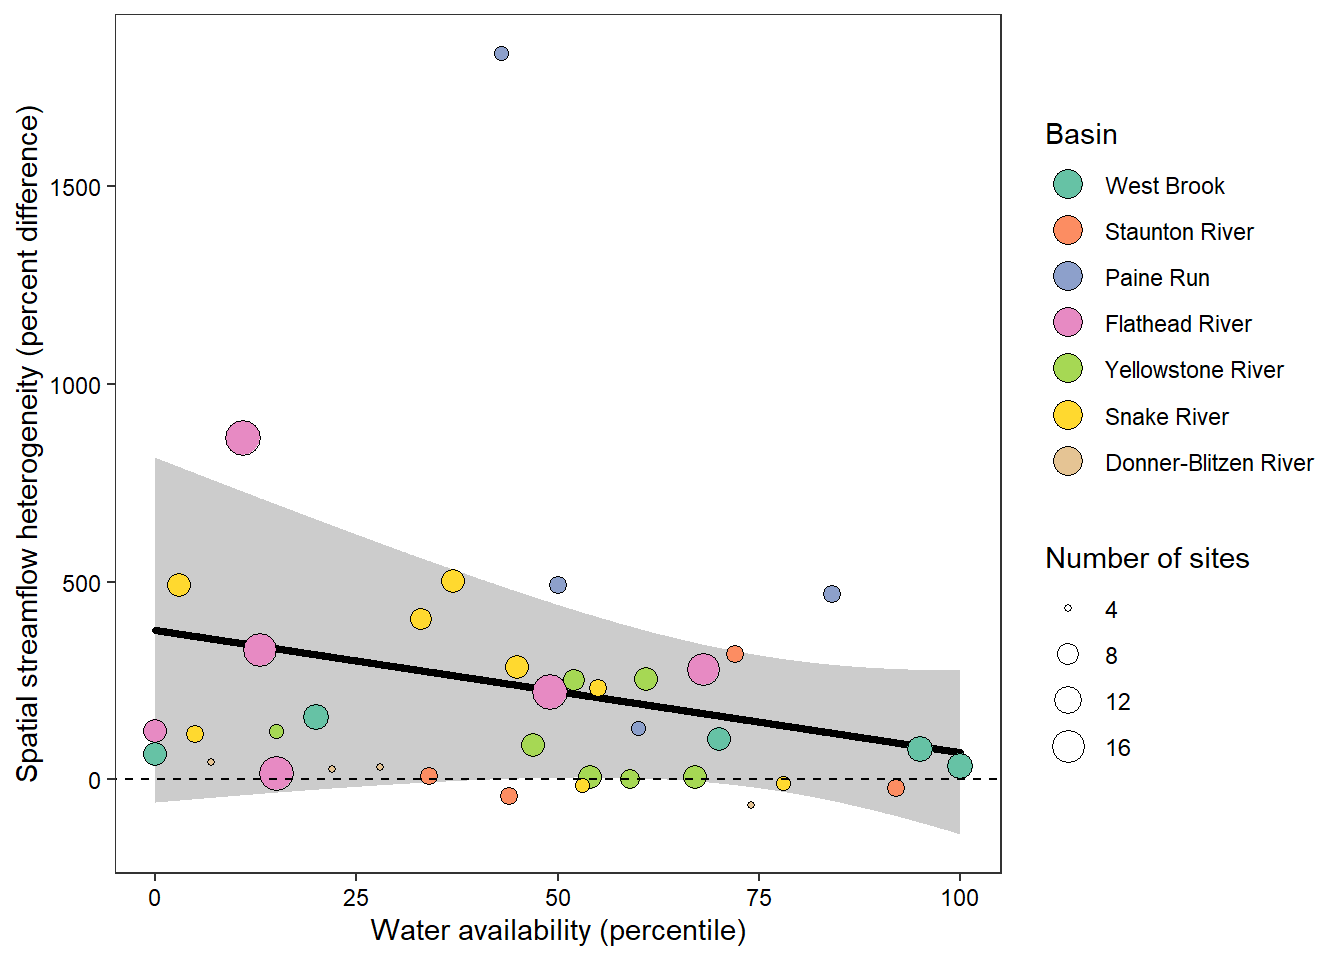 Spatial streamflow heterogeneity (percent difference)
1500
1000
500
0
0 25 50 75 100
Water availability (percentile)
Basin
West Brook
Staunton River
Paine Run
Flathead River
Yellowstone River
Snake River
Donner-Blitzen River
Number of sites
4
8
12
16